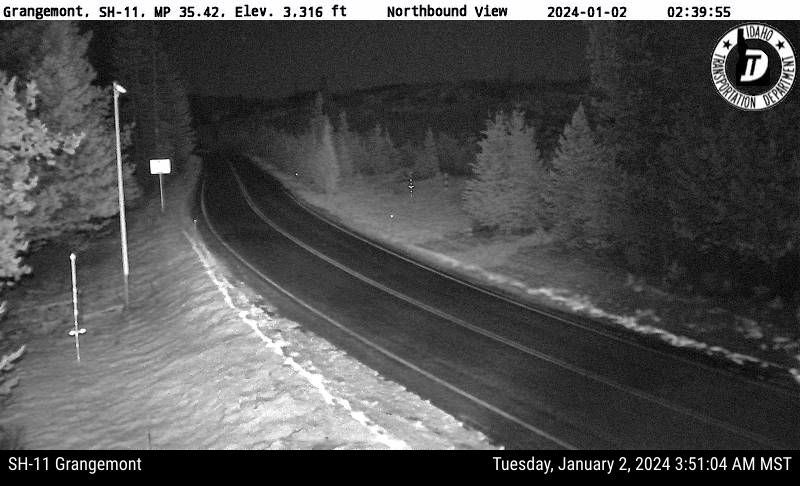 Grangemont, SH-11, MP 35.42, Elev. 3,316 ft Northbound View 2024-01-02 02:39:55
IDAHO
TRANSPORTATION DEPARTMENT
SH-11 Grangemont Tuesday, January 2, 2024 3:51:04 AM MST